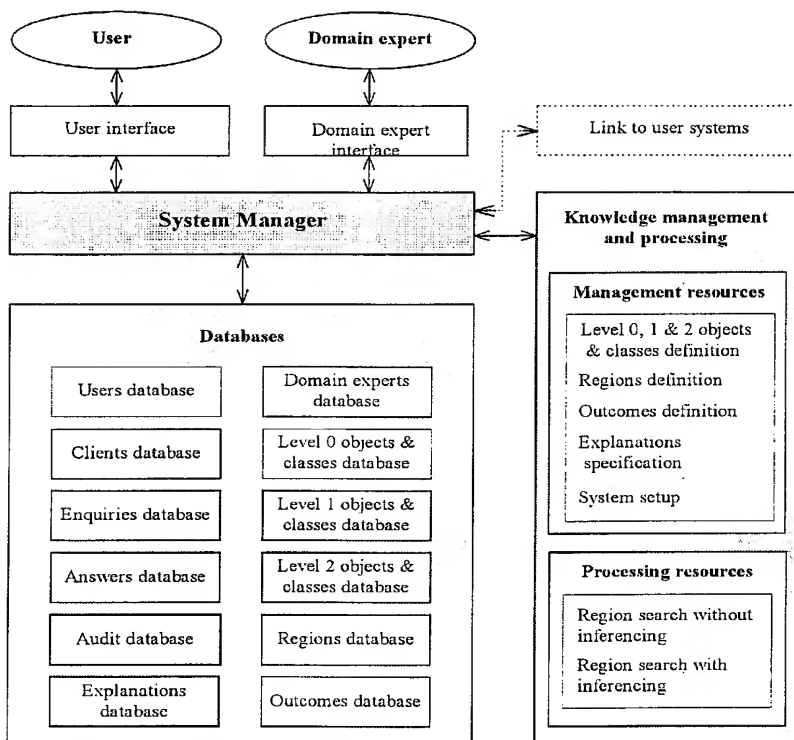 User
Domain expert
User interface
Domain expert
interface
Link to user systems
System Manager
Knowledge management
and processing
Management resources
Level 0, 1 & 2 objects
& classes definition
Regions definition
Outcomes definition
Explanations
specification
System setup
Processing resources
Region search without
inferencing
Region search with
inferencing
Databases
Users database
Domain experts
database
Clients database
Level 0 objects &
classes database
Enquiries database
Level 1 objects &
classes database
Answers database
Level 2 objects &
classes database
Audit database
Regions database
Explanations
database
Outcomes database